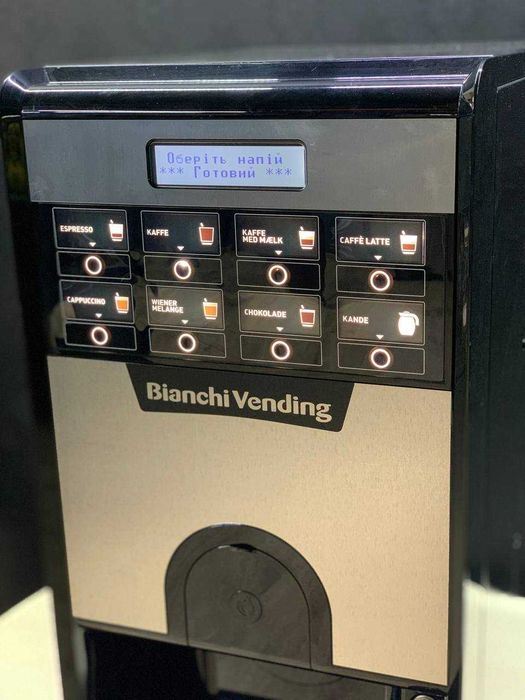 Оберіть напій
*** Готовий ***
ESPRESSO
KAFFE
KAFFE
MED MÆLK
CAFFÈ LATTE
CAPPUCCINO
WIENER
MELANGE
CHOKOLADE
KANDE
Bianchi Vending